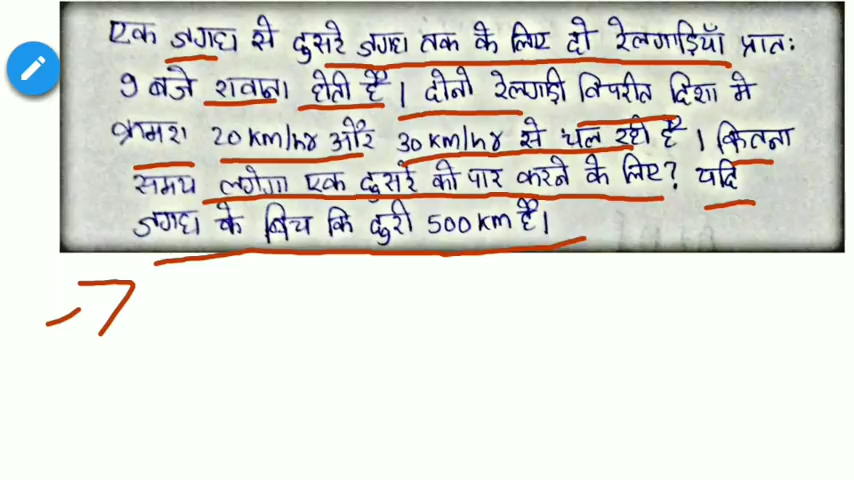 एक जगह से दुसरे जगह तक के लिए दो रेलगाड़ियाँ प्रातः
9 बजे रावाना होती है। दोनो रेलगाड़ी विपरीत दिशा मे
क्रमशः 20 km/hr और 30 km/hr से चल रही है। कितना
समय लगेगा एक दुसरे को पार करने के लिए? यदि
जगह के बिच कि दुरी 500 km है।